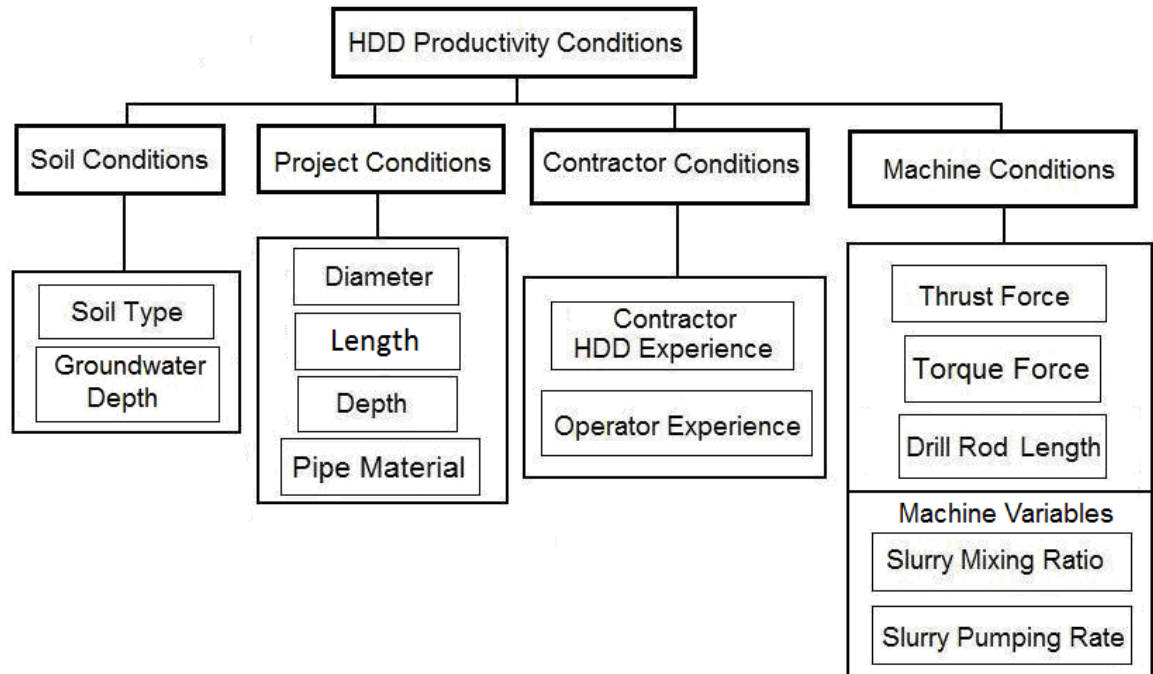 HDD Productivity Conditions
Soil Conditions
Project Conditions
Contractor Conditions
Machine Conditions
Soil Type
Groundwater
Depth
Diameter
Length
Depth
Pipe Material
Contractor
HDD Experience
Operator Experience
Thrust Force
Torque Force
Drill Rod Length
Machine Variables
Slurry Mixing Ratio
Slurry Pumping Rate